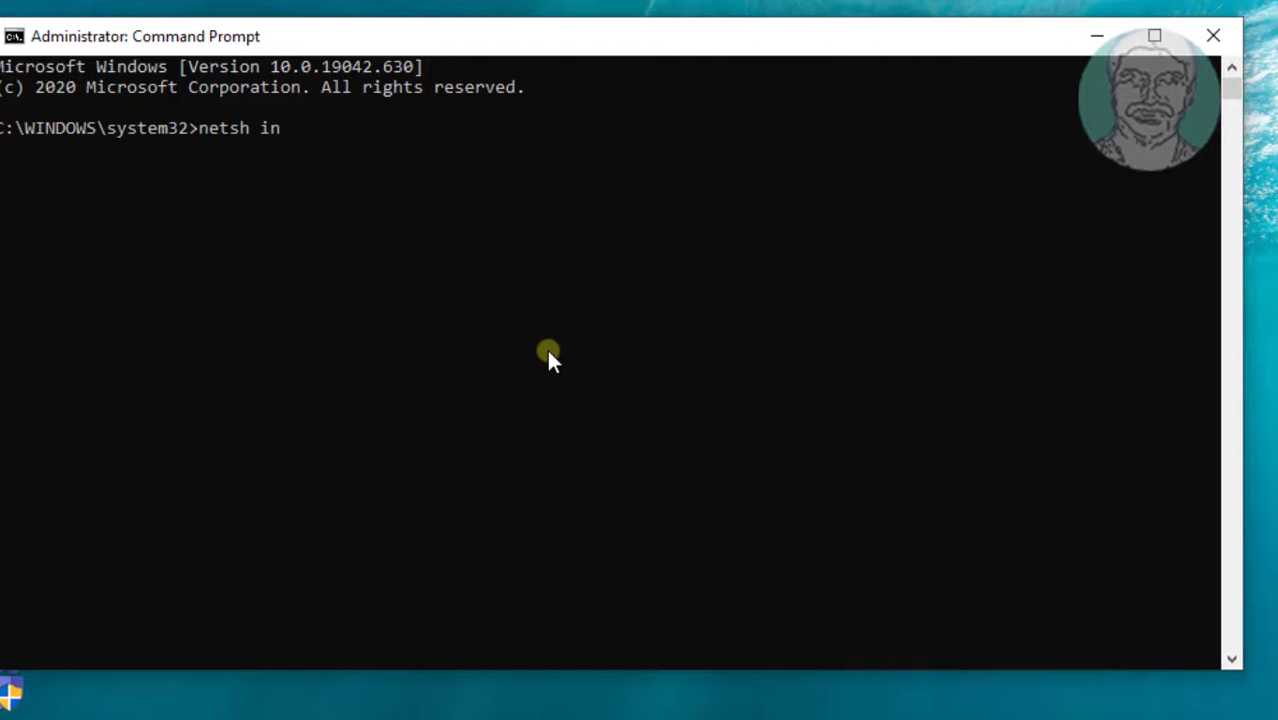 Administrator: Command Prompt
Microsoft Windows [Version 10.0.19042.630]
(c) 2020 Microsoft Corporation. All rights reserved.
C:\WINDOWS\system32>netsh in